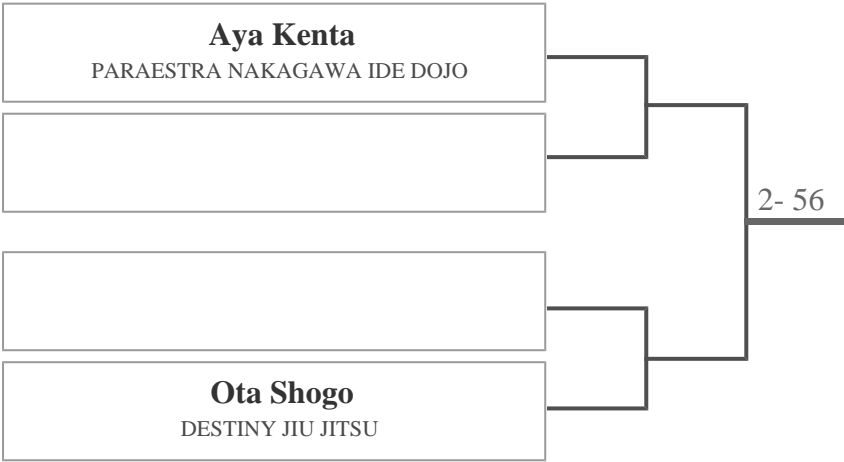 Aya Kenta
PARAESTRA NAKAGAWA IDE DOJO
2- 56
Ota Shogo
DESTINY JIU JITSU